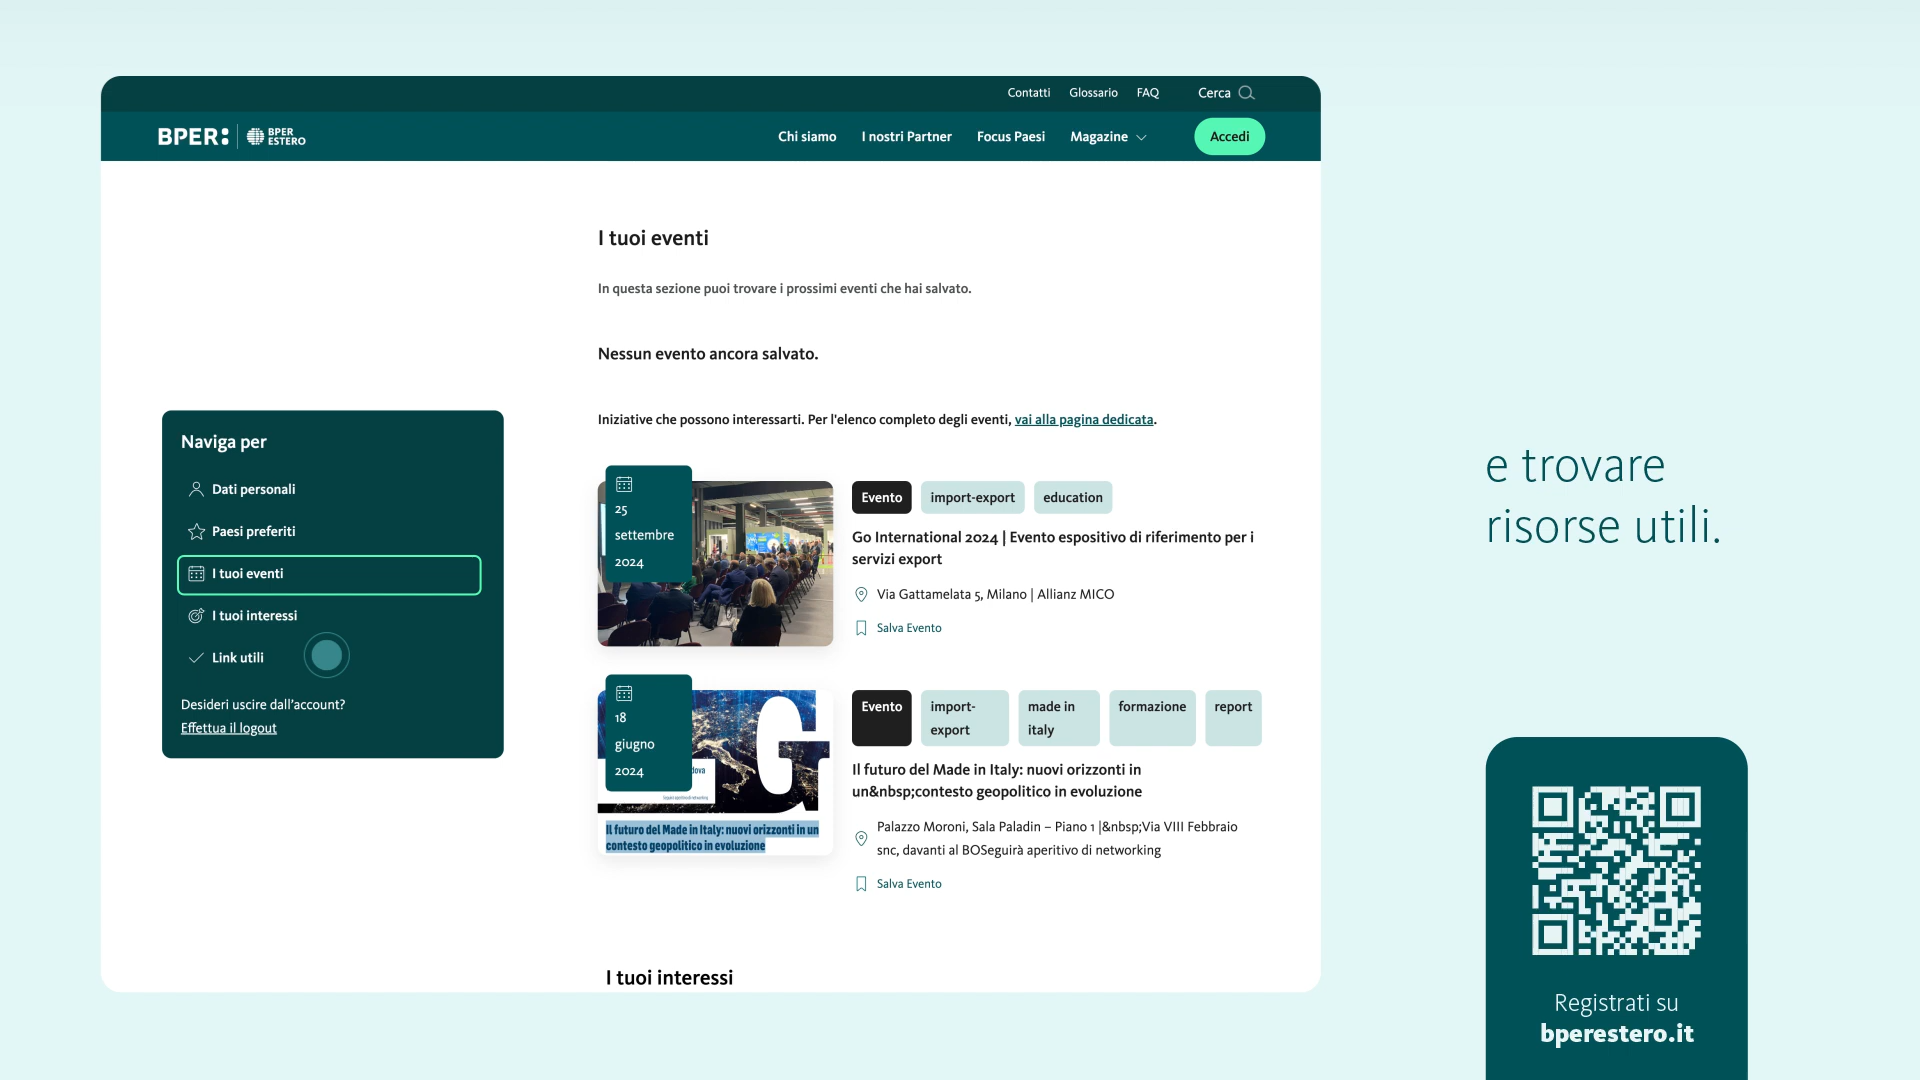 Contatti Glossario FAQ Cerca
BPER: BPER ESTERO Chi siamo I nostri Partner Focus Paesi Magazine Accedi
I tuoi eventi
In questa sezione puoi trovare i prossimi eventi che hai salvato.
Nessun evento ancora salvato.
Iniziative che possono interessarti. Per l'elenco completo degli eventi, vai alla pagina dedicata.
Naviga per
Dati personali
Paesi preferiti
I tuoi eventi
I tuoi interessi
Link utili
Desideri uscire dall'account?
Effettua il logout
25
settembre
2024
Evento import-export education
Go International 2024 | Evento espositivo di riferimento per i
servizi export
Via Gattamelata 5, Milano | Allianz MICO
Salva Evento
18
giugno
2024
G
Il futuro del Made in Italy: nuovi orizzonti in un
contesto geopolitico in evoluzione
Evento import- made in formazione report
export italy
Il futuro del Made in Italy: nuovi orizzonti in
un&nbsp;contesto geopolitico in evoluzione
Palazzo Moroni, Sala Paladin – Piano 1 |&nbsp;Via VIII Febbraio
snc, davanti al BOSeguirà aperitivo di networking
Salva Evento
I tuoi interessi
e trovare
risorse utili.
Registrati su
bperestero.it